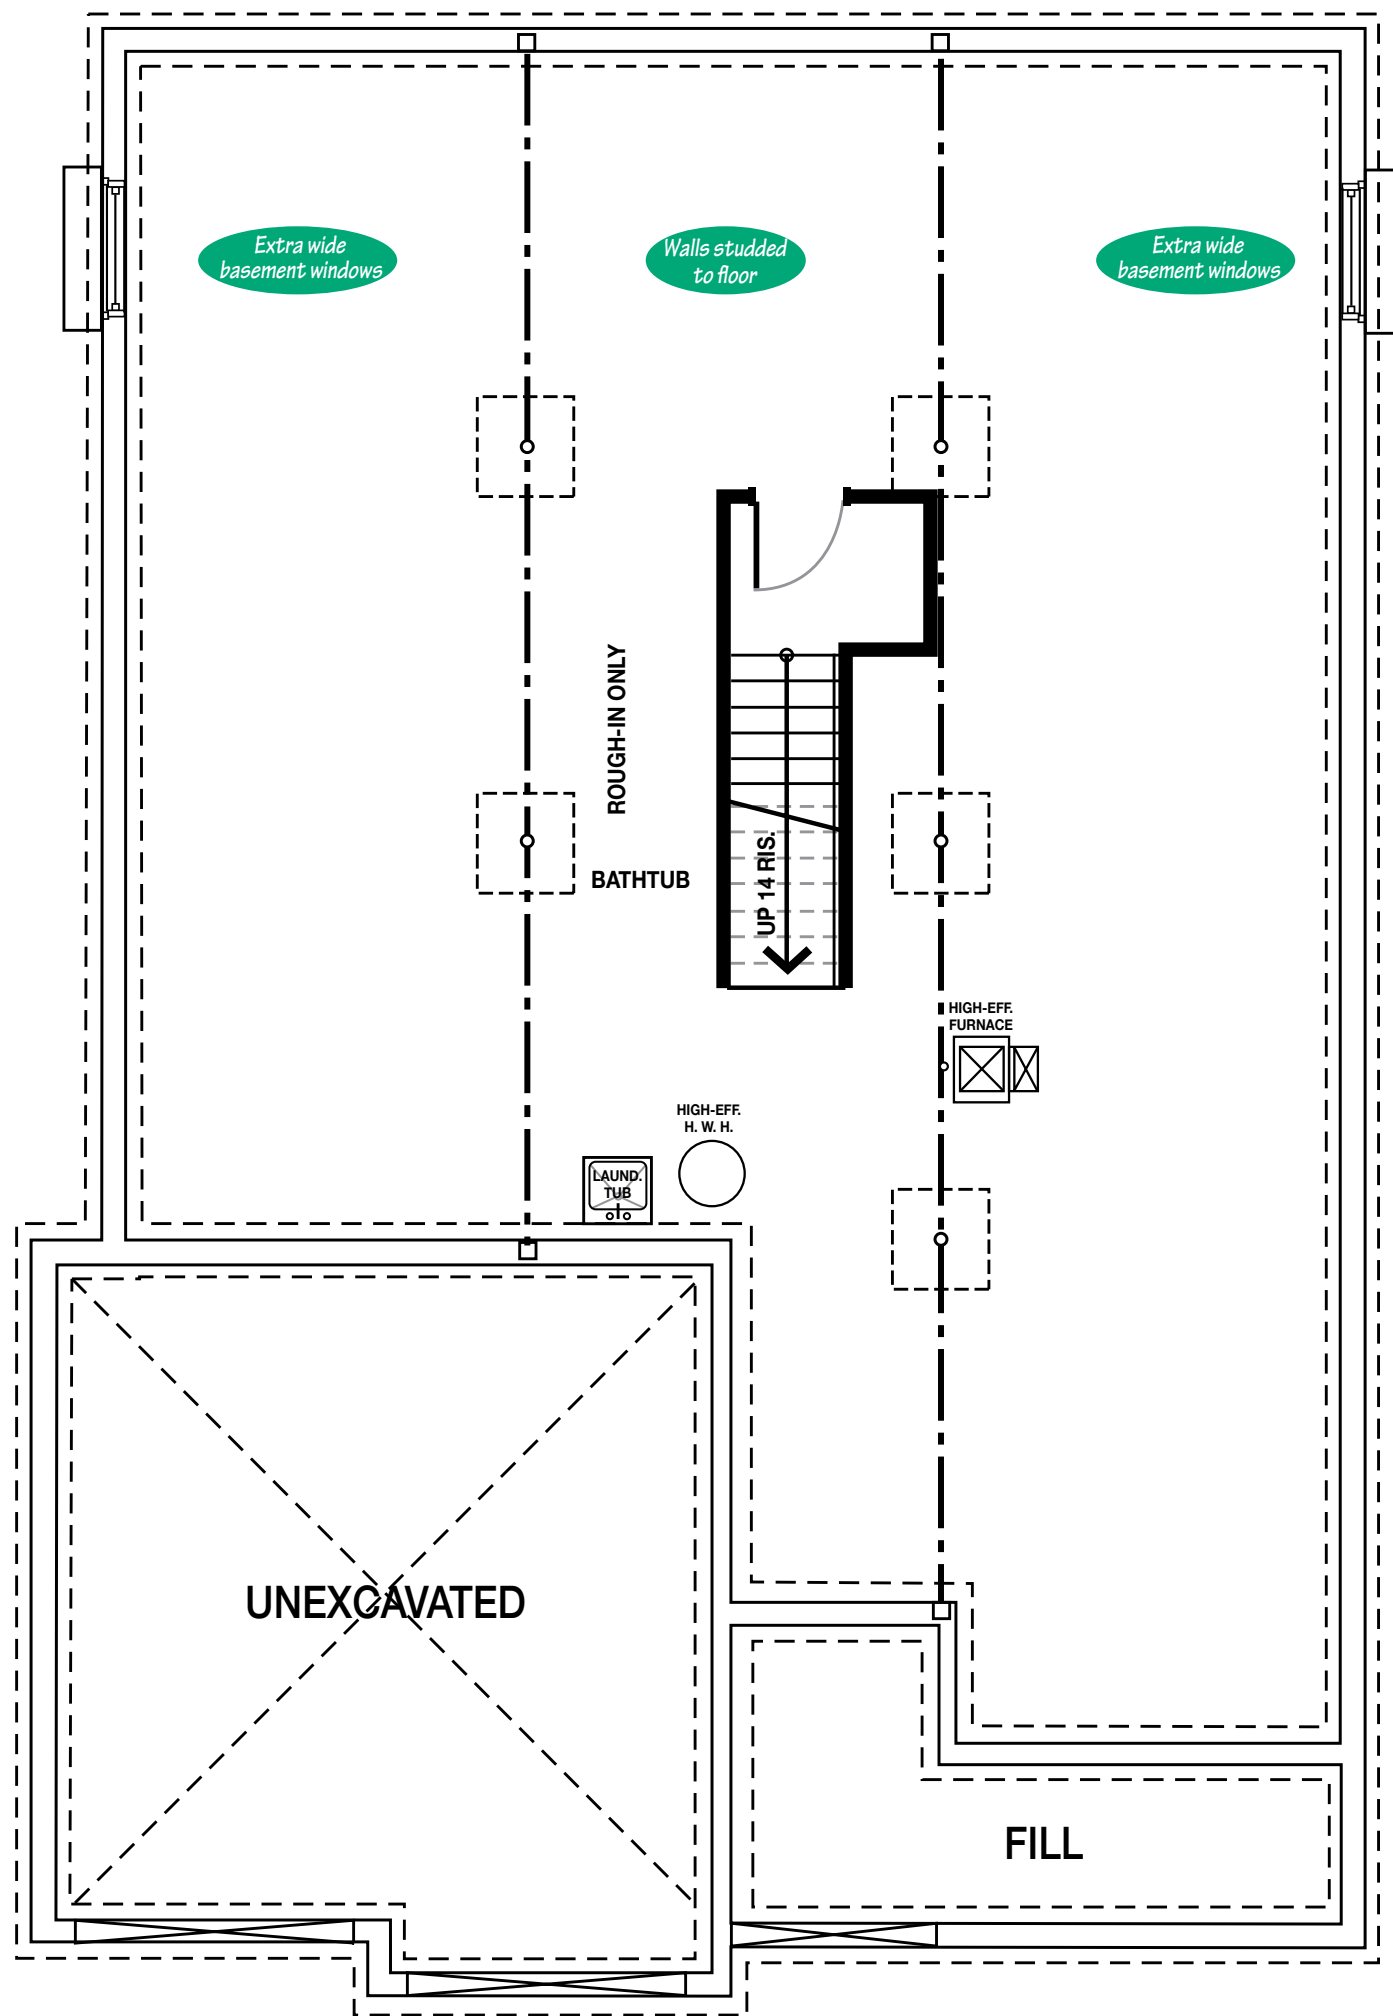 Extra wide
basement windows
Walls studded
to floor
Extra wide
basement windows
ROUGH-IN ONLY
BATHTUB
UP 14 RIS.
HIGH-EFF.
FURNACE
HIGH-EFF.
H. W. H.
LAUND.
TUB
UNEXCAVATED
FILL